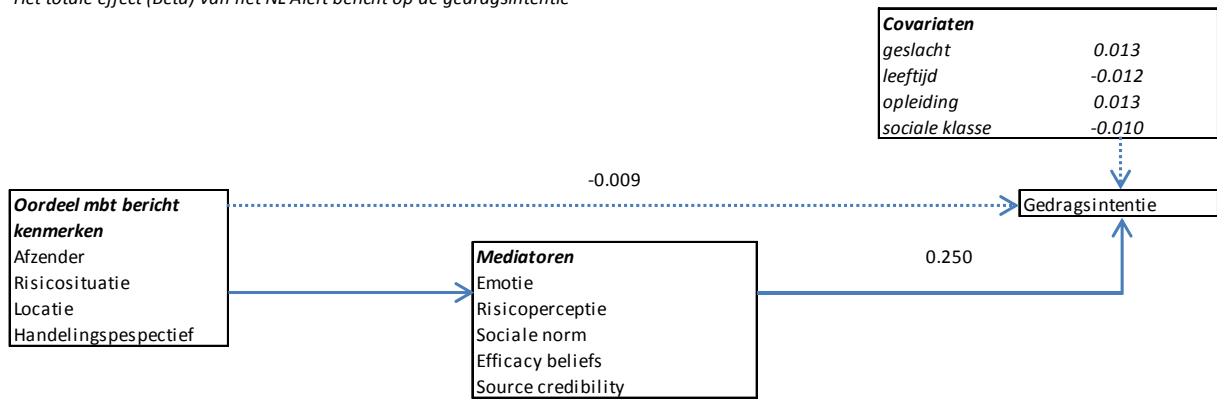 Het totale effect (Beta) van het NL Alert bericht op de gedragsintentie
Covariaten
geslacht 0.013
leeftijd -0.012
opleiding 0.013
sociale klasse -0.010
-0.009
Oordeel mbt bericht
kenmerken
Afzender
Risicosituatie
Locatie
Handelingspespectief
Gedragsintentie
Mediatoren
Emotie
Risicoperceptie
Sociale norm
Efficacy beliefs
Source credibility
0.250